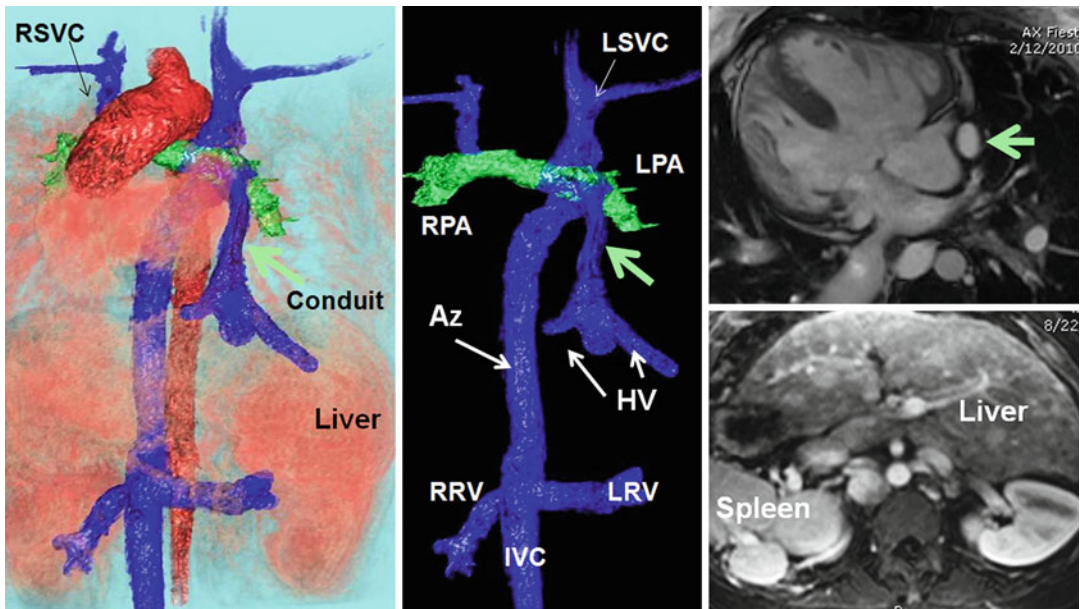 RSVC
Conduit
Liver
LSVC
LPA
RPA
Az
HV
RRV
LRV
IVC
AX Fiest
2/12/2010
8/22
Liver
Spleen